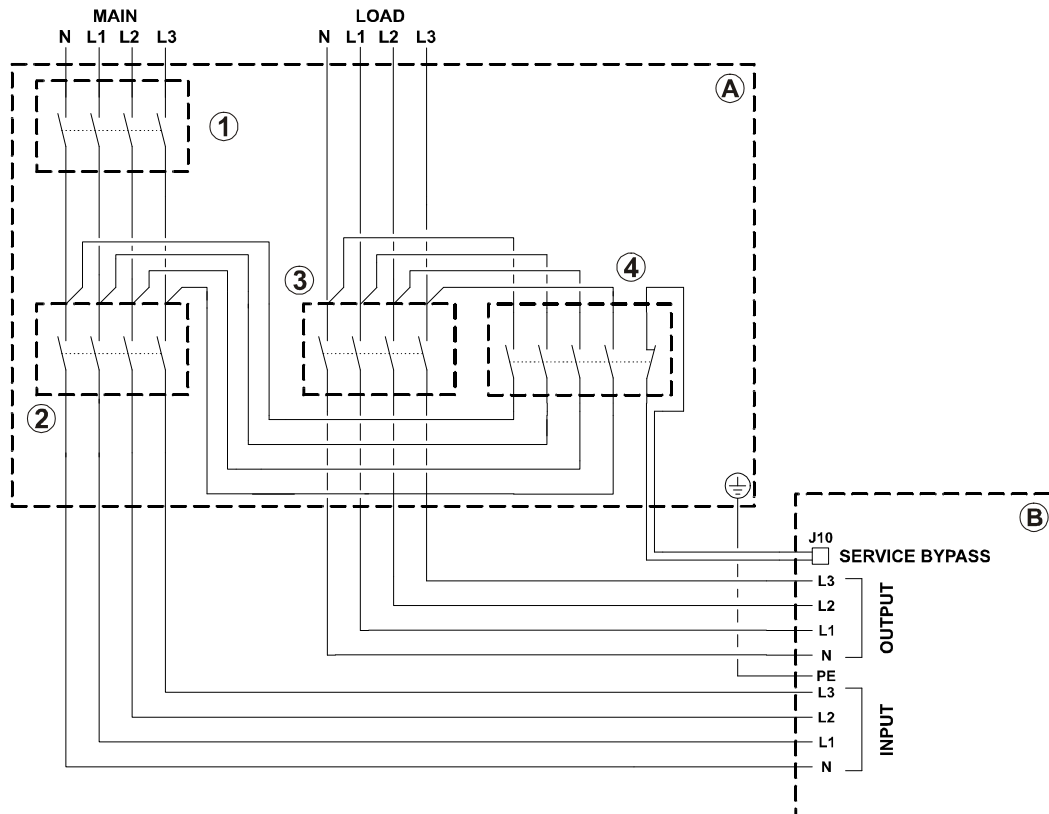 MAIN
LOAD
N L1 L2 L3
N L1 L2 L3
A
1
3
4
2
B
J10
SERVICE BYPASS
L3
L2
L1
N
OUTPUT
PE
L3
L2
L1
N
INPUT